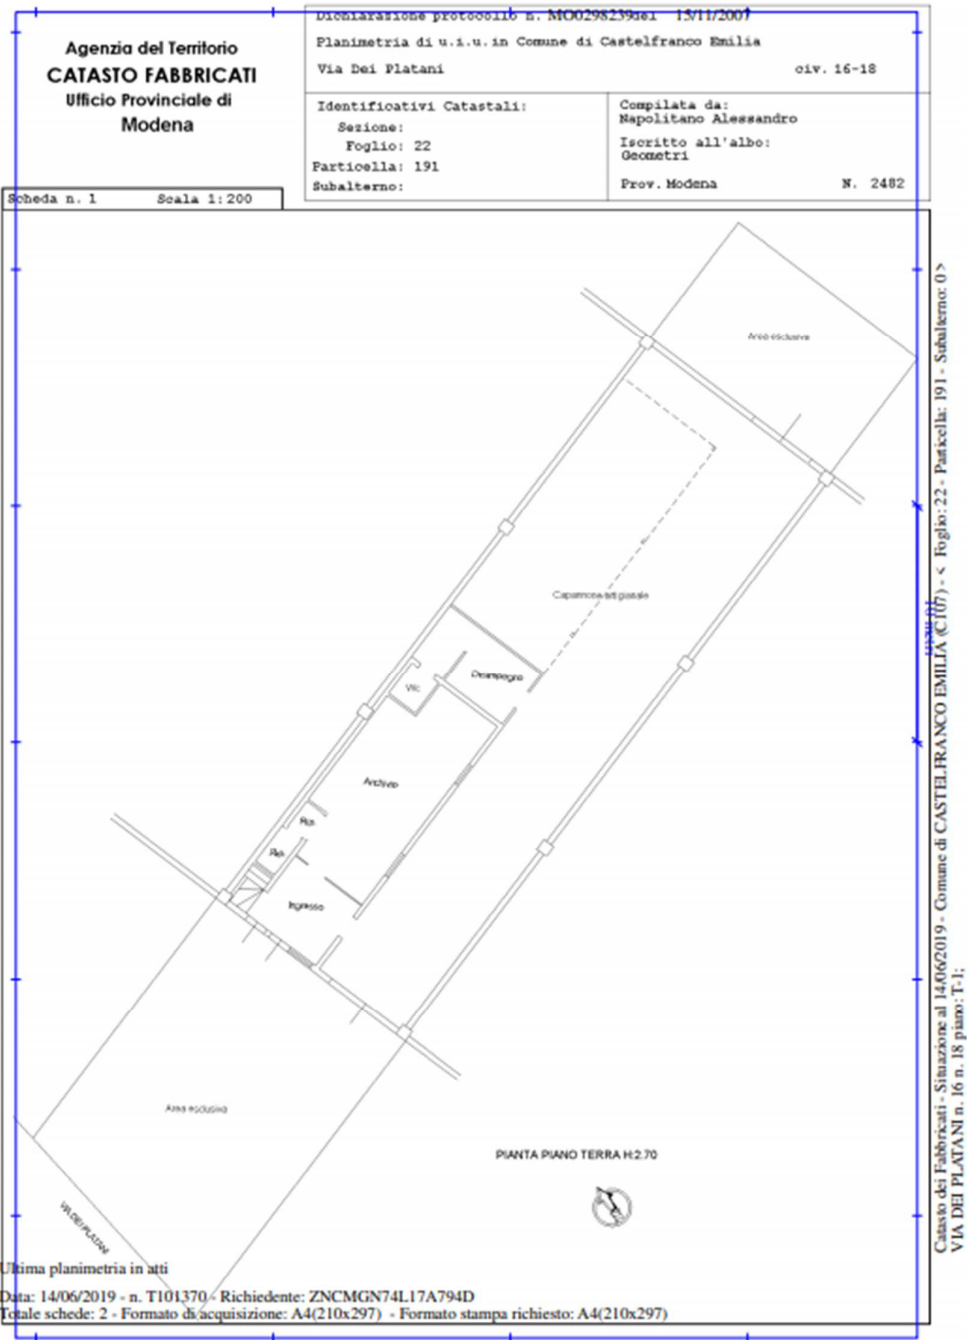 Dichiarazione protocollo n. MO0298239del 15/11/2007
Agenzia del Territorio
CATASTO FABBRICATI
Ufficio Provinciale di
Modena
Planimetria di u.i.u. in Comune di Castelfranco Emilia
Via Dei Platani civ. 16-18
Identificativi Catastali:
Sezione:
Foglio: 22
Particella: 191
Subalterno:
Compilata da:
Napolitano Alessandro
Iscritto all'albo:
Geometri
Prov. Modena N. 2482
Scheda n. 1 Scala 1:200
Area esclusiva
Capannone artigianale
Disimpegno
Wc
Archivio
Rip.
Rip.
Ingresso
Area esclusiva
PIANTA PIANO TERRA H:2.70
VIA DEI PLATANI
Ultima planimetria in atti
Data: 14/06/2019 - n. T101370 - Richiedente: ZNCMGN74L17A794D
Totale schede: 2 - Formato di acquisizione: A4(210x297) - Formato stampa richiesto: A4(210x297)
Catasto dei Fabbricati - Situazione al 14/06/2019 - Comune di CASTELFRANCO EMILIA (C107) - < Foglio: 22 - Particella: 191 - Subalterno: 0 >
VIA DEI PLATANI n. 16 n. 18 piano: T-1;